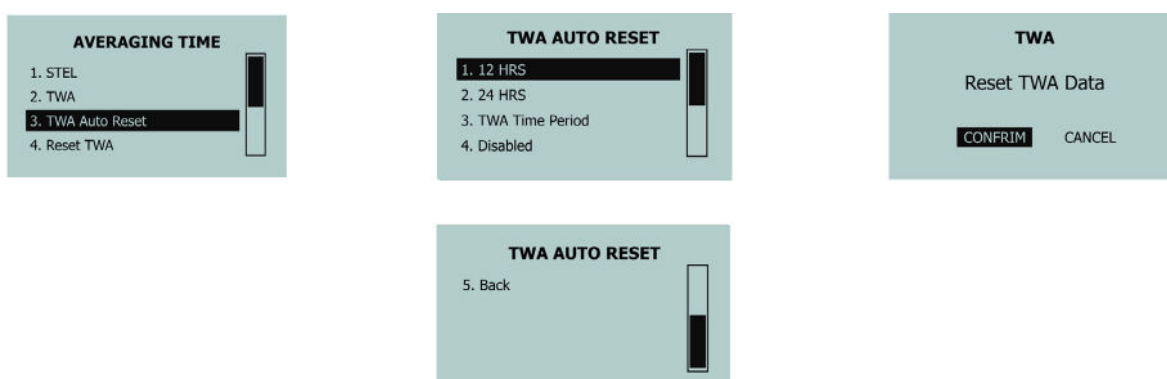 AVERAGING TIME
1. STEL
2. TWA
3. TWA Auto Reset
4. Reset TWA
TWA AUTO RESET
1. 12 HRS
2. 24 HRS
3. TWA Time Period
4. Disabled
TWA
Reset TWA Data
CONFRIM CANCEL
TWA AUTO RESET
5. Back